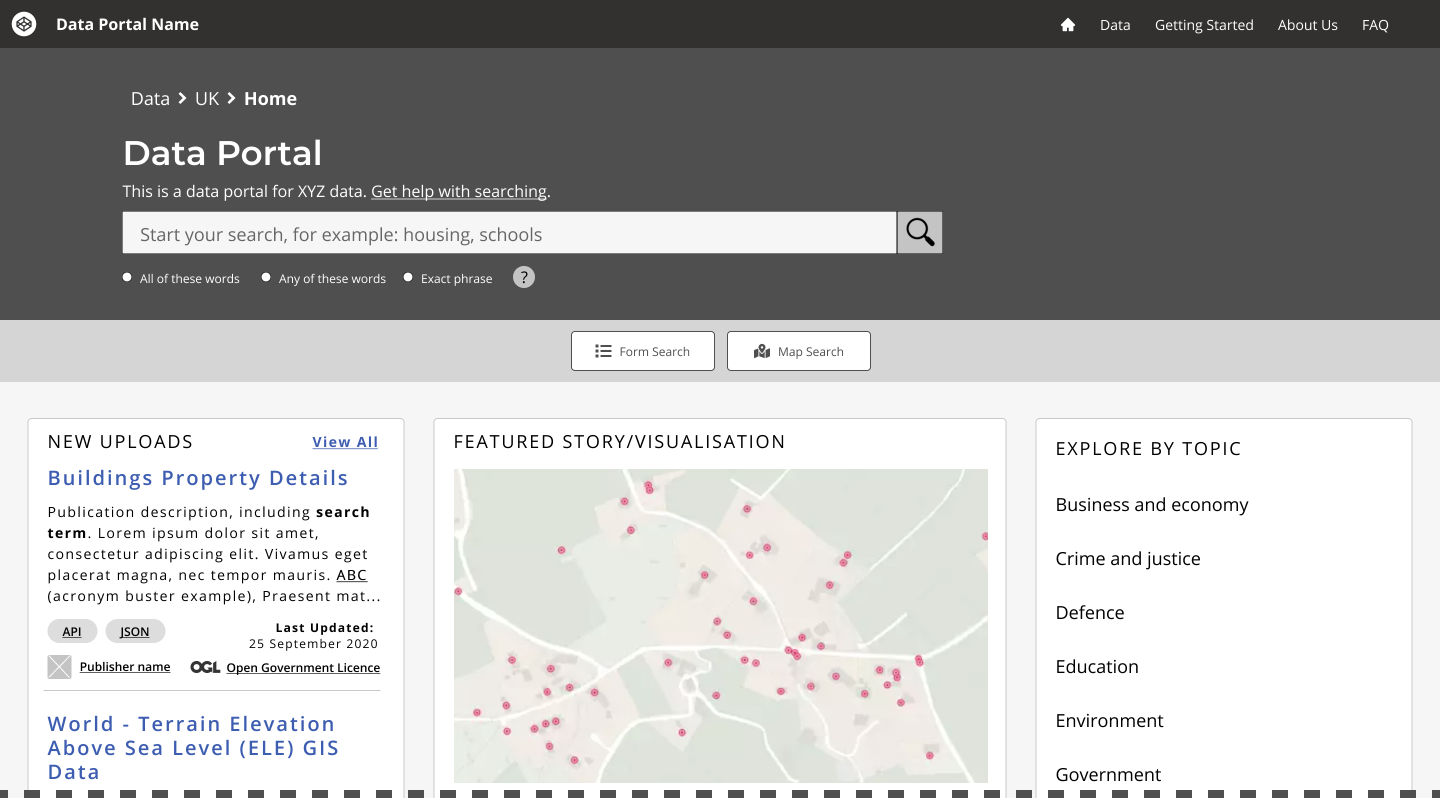 Data Portal Name
Data Getting Started About Us FAQ
Data UK Home
Data Portal
This is a data portal for XYZ data. Get help with searching.
Start your search, for example: housing, schools
All of these words Any of these words Exact phrase ?
Form Search Map Search
NEW UPLOADS View All
Buildings Property Details
Publication description, including search
term. Lorem ipsum dolor sit amet,
consectetur adipiscing elit. Vivamus eget
placerat magna, nec tempor mauris. ABC
(acronym buster example), Praesent mat...
API JSON
Last Updated:
25 September 2020
Publisher name OGL Open Government Licence
World - Terrain Elevation
Above Sea Level (ELE) GIS
Data
FEATURED STORY/VISUALISATION
EXPLORE BY TOPIC
Business and economy
Crime and justice
Defence
Education
Environment
Government